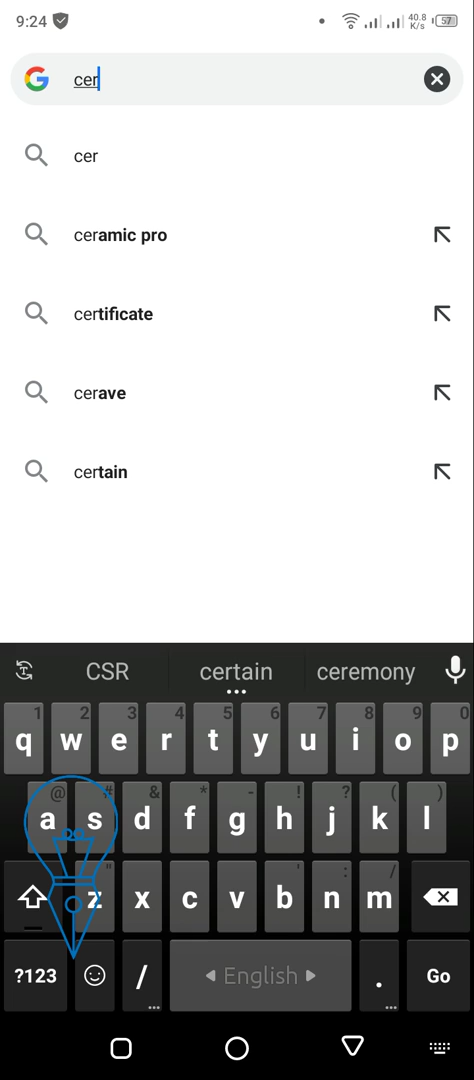 9:24 40.8 K/s 57
cer
cer
ceramic pro
certificate
cerave
certain
CSR certain ceremony
1 2 3 4 5 6 7 8 9 0
q w e r t y u i o p
@ # & * - ! ? ( )
a s d f g h j k l
" ' : /
z x c v b n m
?123 / English . Go